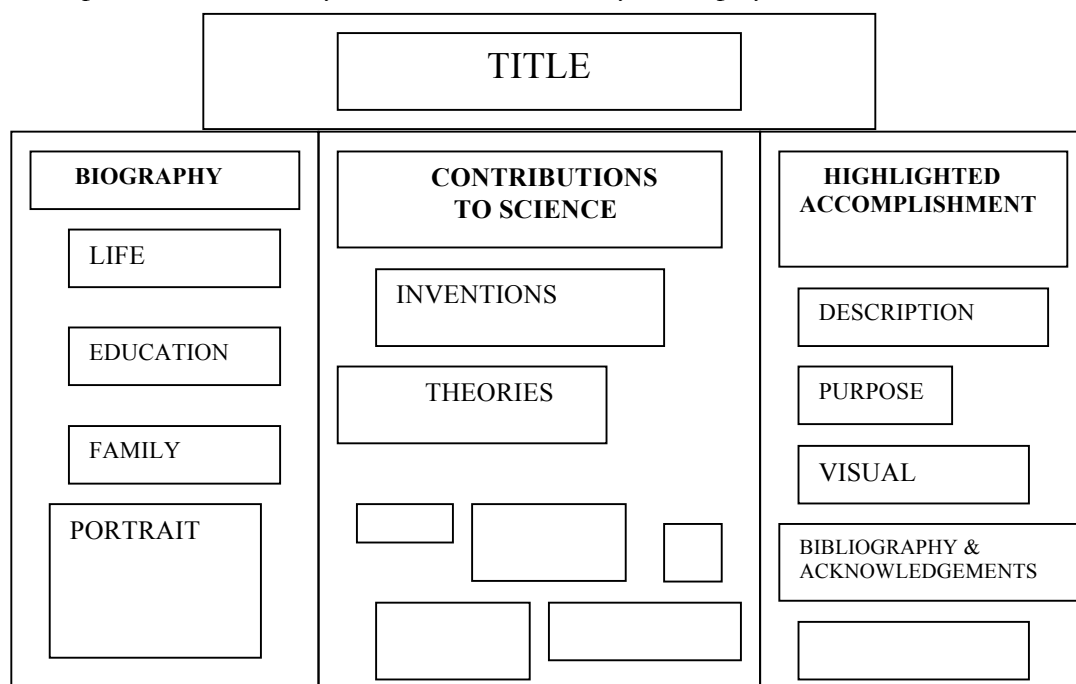 TITLE
BIOGRAPHY
LIFE
EDUCATION
FAMILY
PORTRAIT
CONTRIBUTIONS
TO SCIENCE
INVENTIONS
THEORIES
HIGHLIGHTED
ACCOMPLISHMENT
DESCRIPTION
PURPOSE
VISUAL
BIBLIOGRAPHY &
ACKNOWLEDGEMENTS